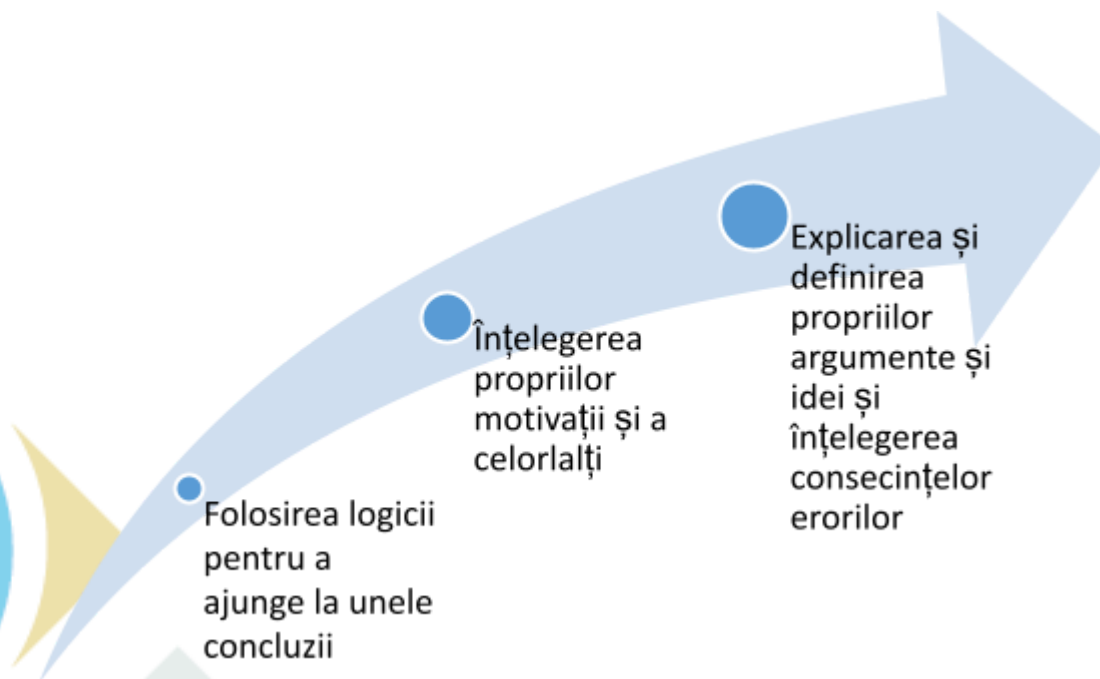 Folosirea logicii
pentru a
ajunge la unele
concluzii
Înțelegerea
propriilor
motivații și a
celorlalți
Explicarea și
definirea
propriilor
argumente și
idei și
înțelegerea
consecințelor
erorilor